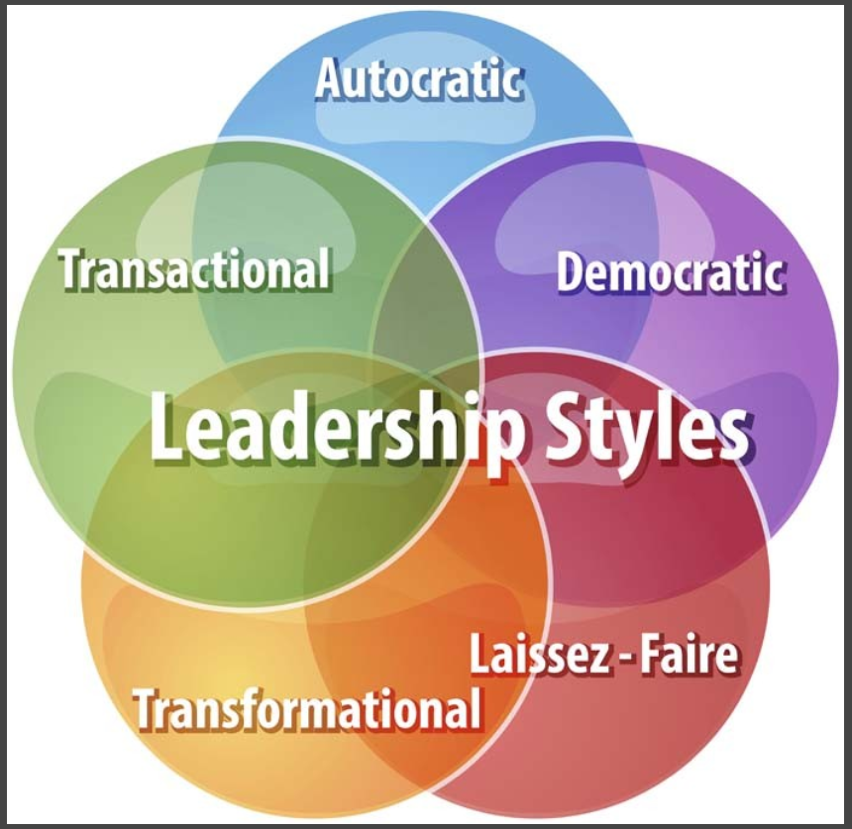 Autocratic
Transactional
Democratic
Leadership Styles
Laissez - Faire
Transformational